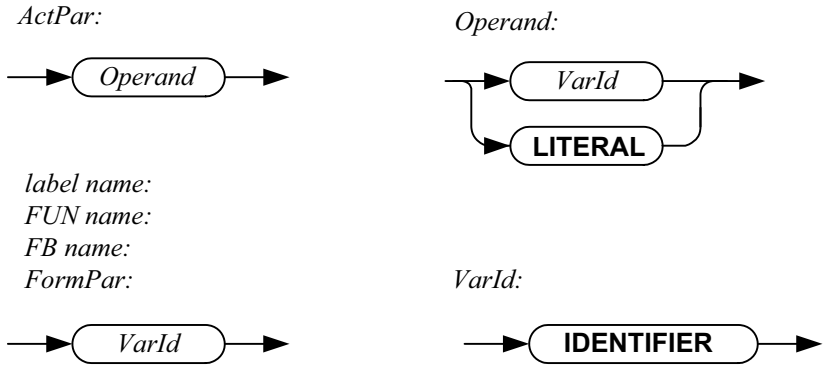 ActPar:
Operand
Operand:
VarId
LITERAL
label name:
FUN name:
FB name:
FormPar:
VarId
VarId:
IDENTIFIER